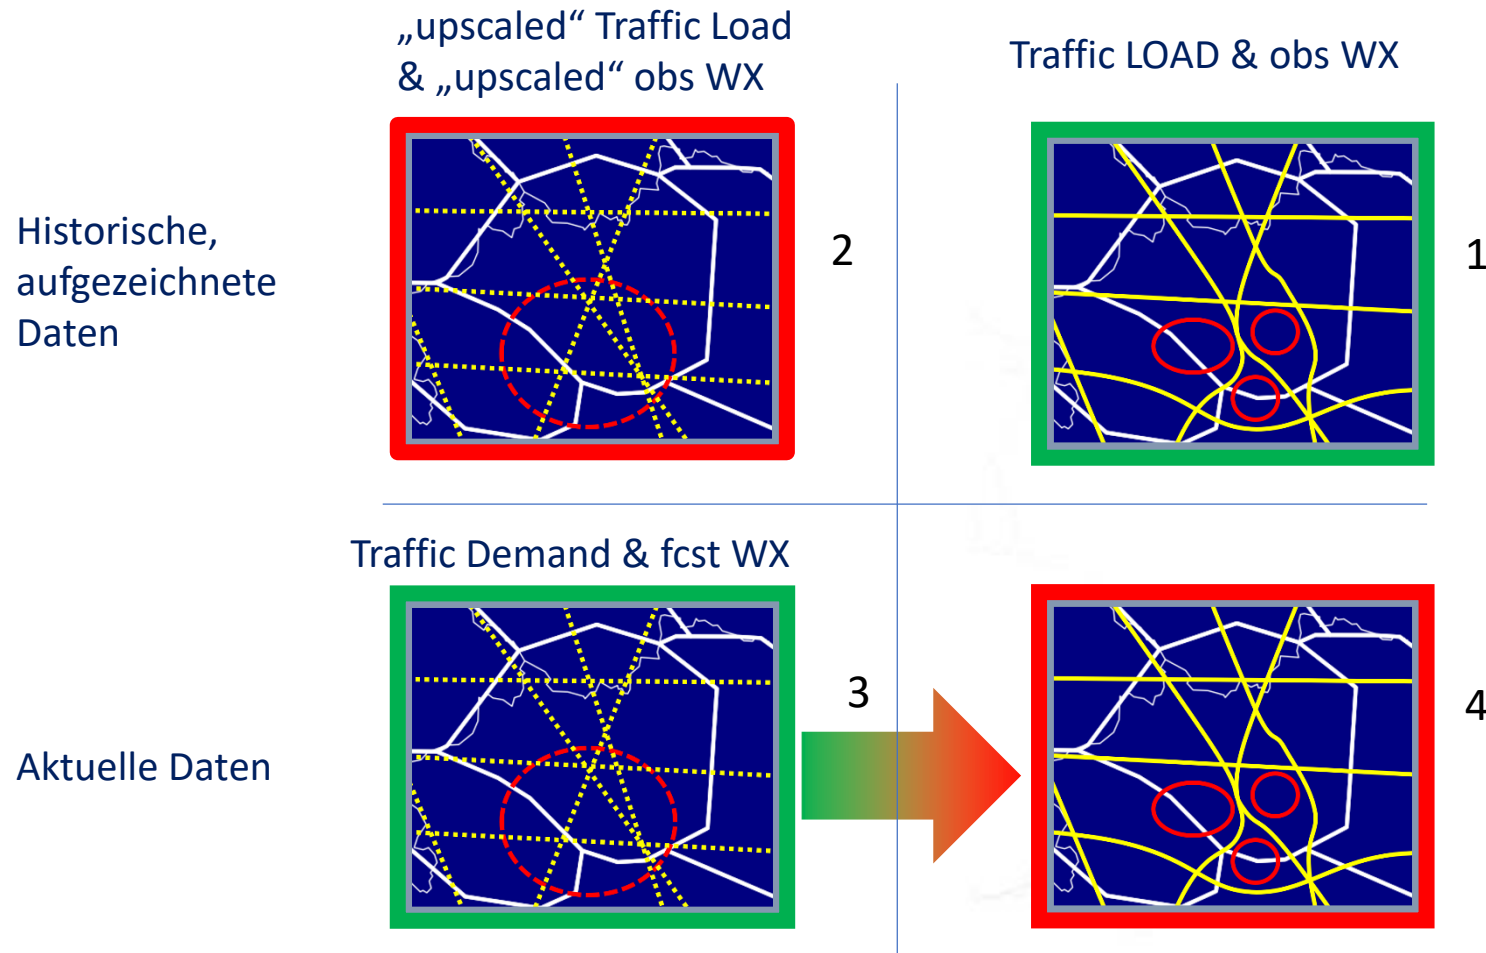 „upscaled“ Traffic Load
& „upscaled“ obs WX
Traffic LOAD & obs WX
Historische,
aufgezeichnete
Daten
2
1
Traffic Demand & fcst WX
Aktuelle Daten
3
4